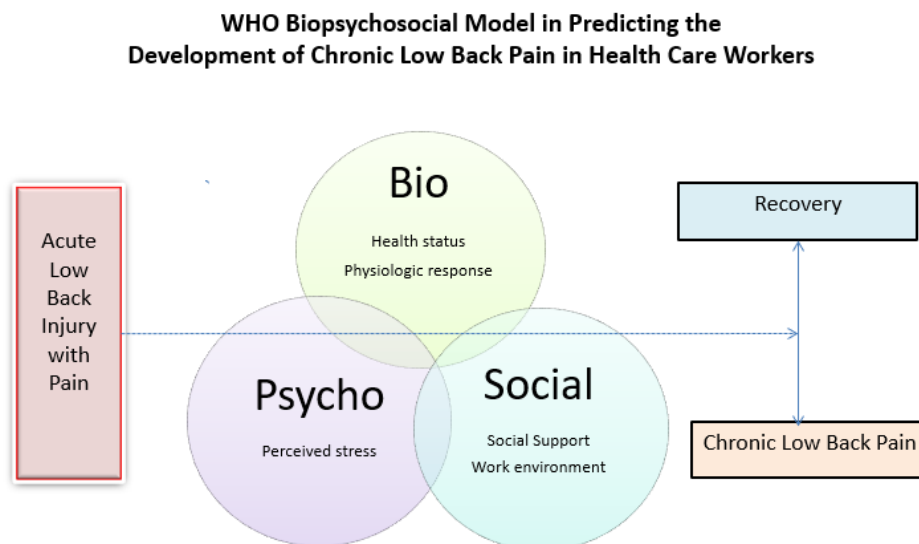 WHO Biopsychosocial Model in Predicting the
Development of Chronic Low Back Pain in Health Care Workers
Acute
Low
Back
Injury
with
Pain
Bio
Health status
Physiologic response
Psycho
Perceived stress
Social
Social Support
Work environment
Recovery
Chronic Low Back Pain